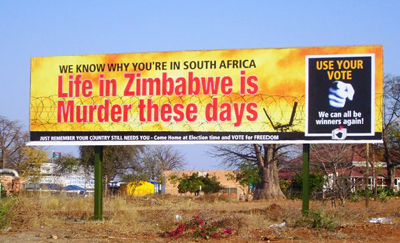 WE KNOW WHY YOU'RE IN SOUTH AFRICA
Life in Zimbabwe is
Murder these days
JUST REMEMBER YOUR COUNTRY STILL NEEDS YOU - Come Home at Election time and VOTE for FREEDOM
USE YOUR
VOTE
We can all be
winners again!